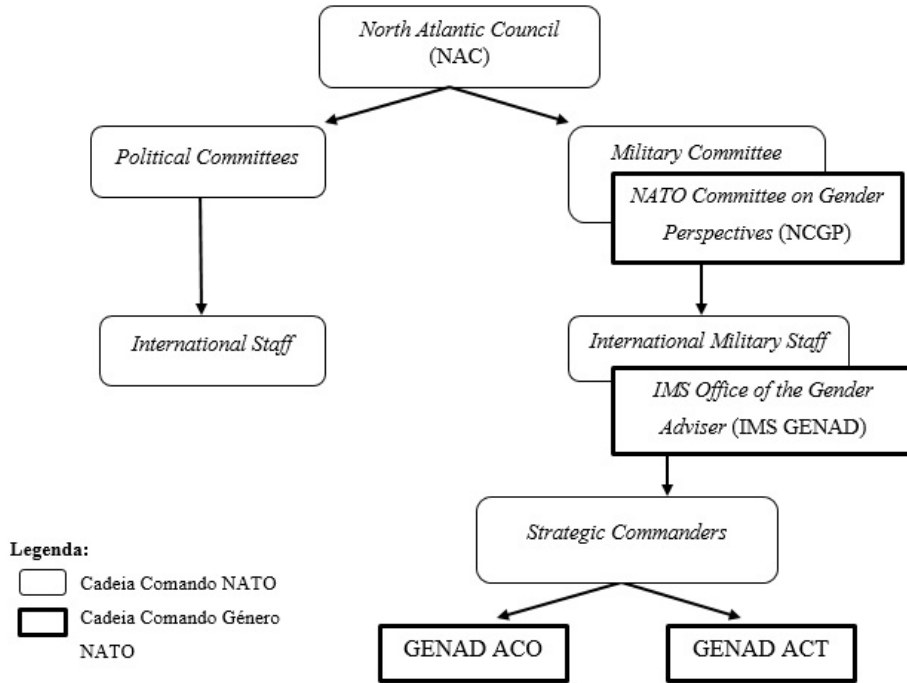 North Atlantic Council
(NAC)
Political Committees
Military Committee
NATO Committee on Gender
Perspectives (NCGP)
International Staff
International Military Staff
IMS Office of the Gender
Adviser (IMS GENAD)
Strategic Commanders
GENAD ACO
GENAD ACT
Legenda:
Cadeia Comando NATO
Cadeia Comando Género
NATO